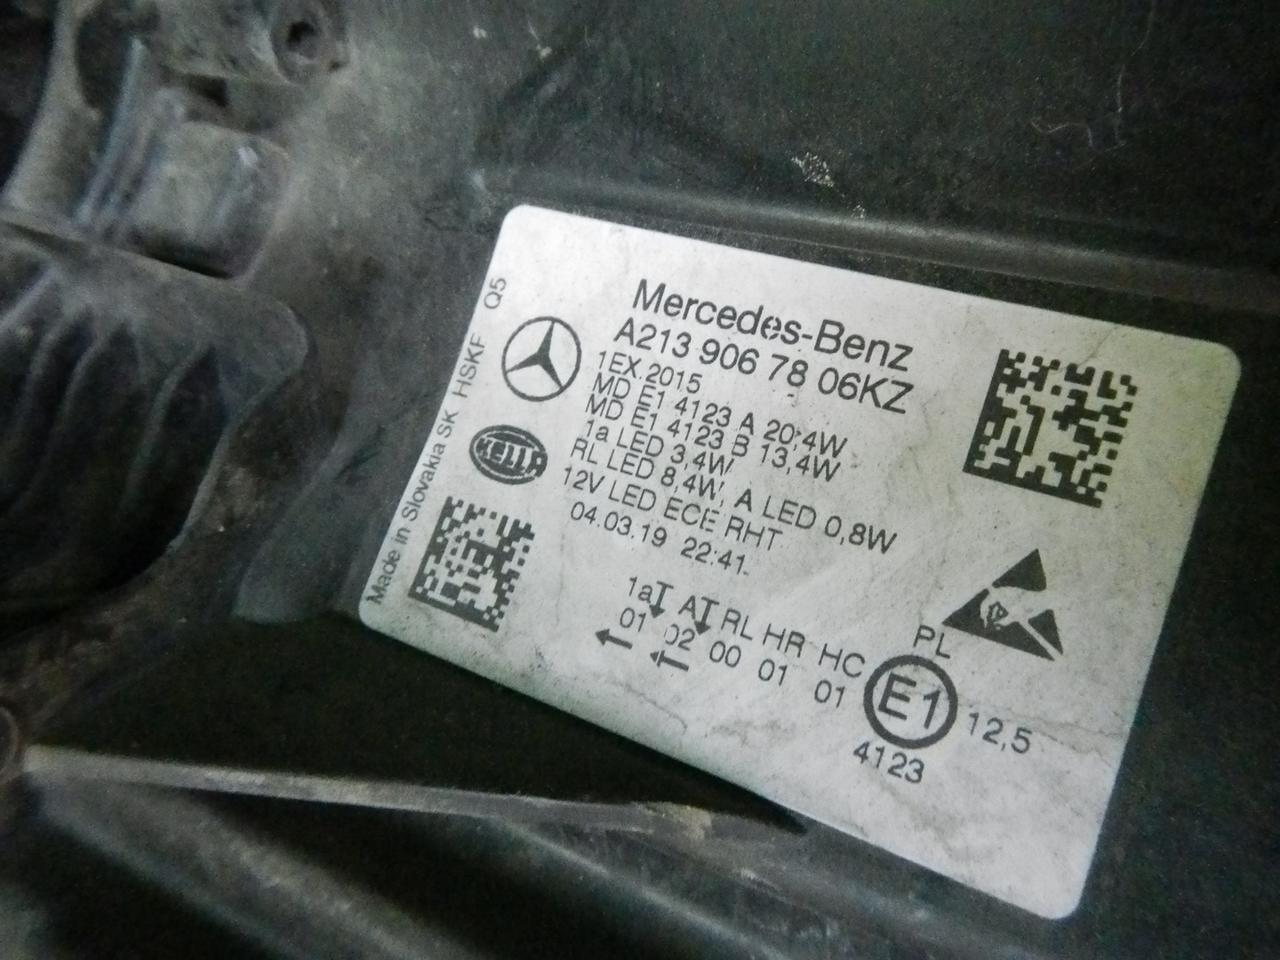 Mercedes-Benz
A213 906 78 06KZ
1EX.2015
MD E1 4123 A 20,4W
MD E1 4123 B 13,4W
1a LED 3,4W
RL LED 8,4W, A LED 0,8W
12V LED ECE RHT
04.03.19 22:41
HELLA
Made in Slovakia SK HSKF Q5
1aT AT RL HR HC PL
01 02 00 01 01
E1
12,5
4123